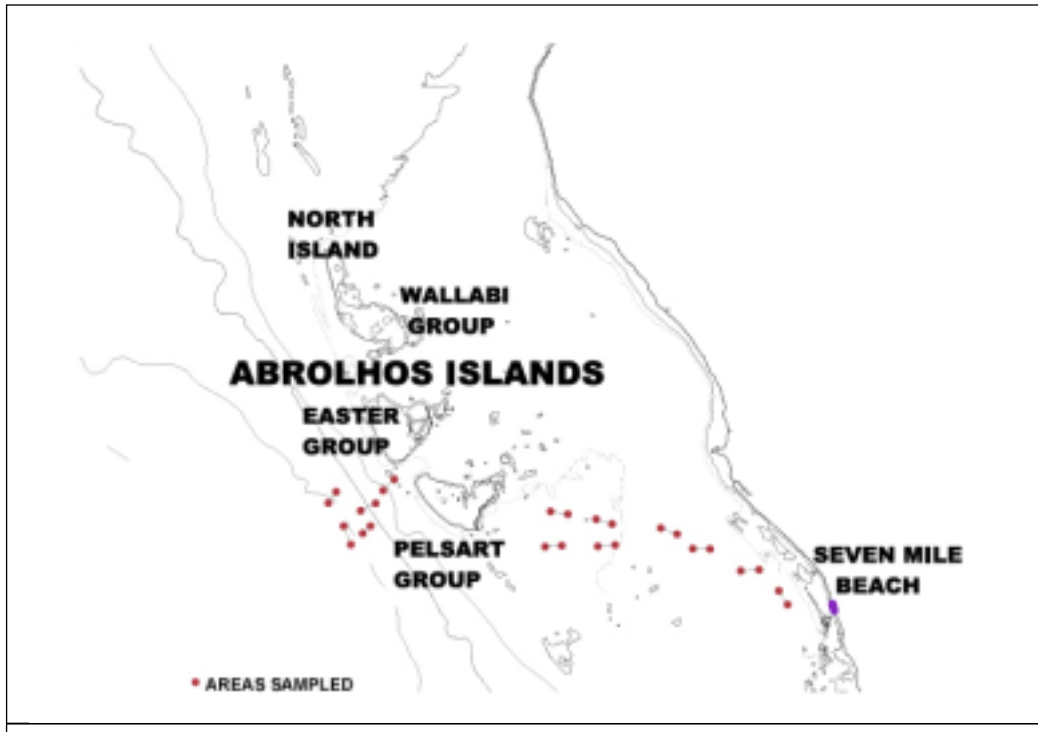 NORTH
ISLAND
WALLABI
GROUP
ABROLHOS ISLANDS
EASTER
GROUP
PELSART
GROUP
SEVEN MILE
BEACH
AREAS SAMPLED